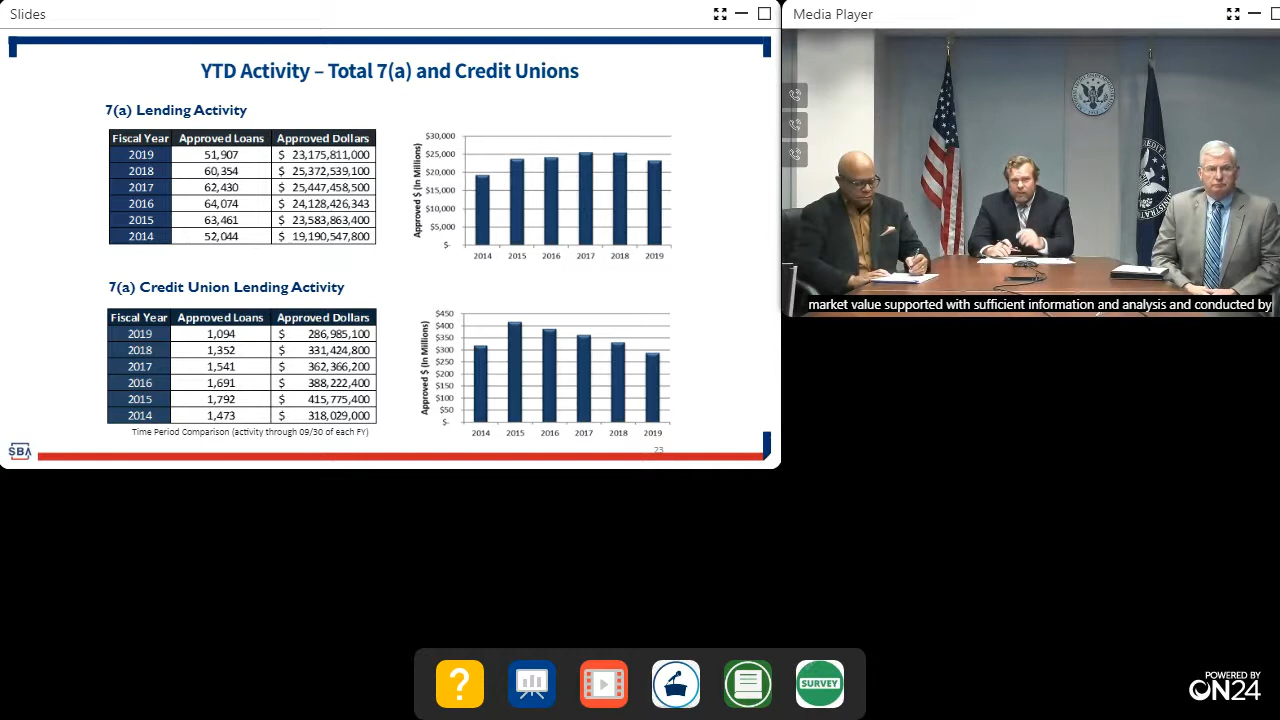 Slides
YTD Activity – Total 7(a) and Credit Unions
7(a) Lending Activity
Fiscal Year Approved Loans Approved Dollars
2019 51,907 $ 23,175,811,000
2018 60,354 $ 25,372,539,100
2017 62,430 $ 25,447,458,500
2016 64,074 $ 24,128,426,343
2015 63,461 $ 23,583,863,400
2014 52,044 $ 19,190,547,800
Approved $ (In Millions)
$30,000
$25,000
$20,000
$15,000
$10,000
$5,000
$-
2014 2015 2016 2017 2018 2019
7(a) Credit Union Lending Activity
Fiscal Year Approved Loans Approved Dollars
2019 1,094 $ 286,985,100
2018 1,352 $ 331,424,800
2017 1,541 $ 362,366,200
2016 1,691 $ 388,222,400
2015 1,792 $ 415,775,400
2014 1,473 $ 318,029,000
Time Period Comparison (activity through 09/30 of each FY)
Approved $ (In Millions)
$450
$400
$350
$300
$250
$200
$150
$100
$50
$-
2014 2015 2016 2017 2018 2019
SBA
23
Media Player
market value supported with sufficient information and analysis and conducted by
?
SURVEY
POWERED BY
ON24